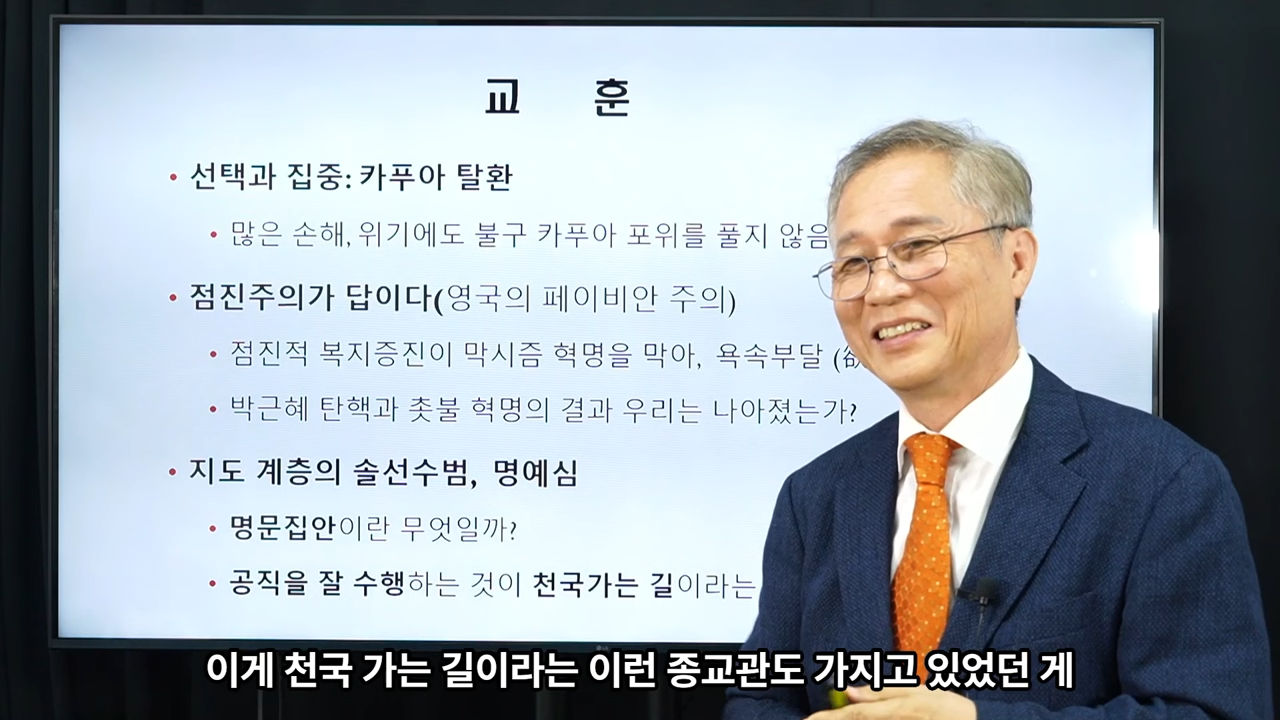 교 훈
• 선택과 집중: 카푸아 탈환
• 많은 손해, 위기에도 불구 카푸아 포위를 풀지 않음
• 점진주의가 답이다(영국의 페이비안 주의)
• 점진적 복지증진이 막시즘 혁명을 막아, 욕속부달 (欲
• 박근혜 탄핵과 촛불 혁명의 결과 우리는 나아졌는가?
• 지도 계층의 솔선수범, 명예심
• 명문집안이란 무엇일까?
• 공직을 잘 수행하는 것이 천국가는 길이라는
LG
이게 천국 가는 길이라는 이런 종교관도 가지고 있었던 게